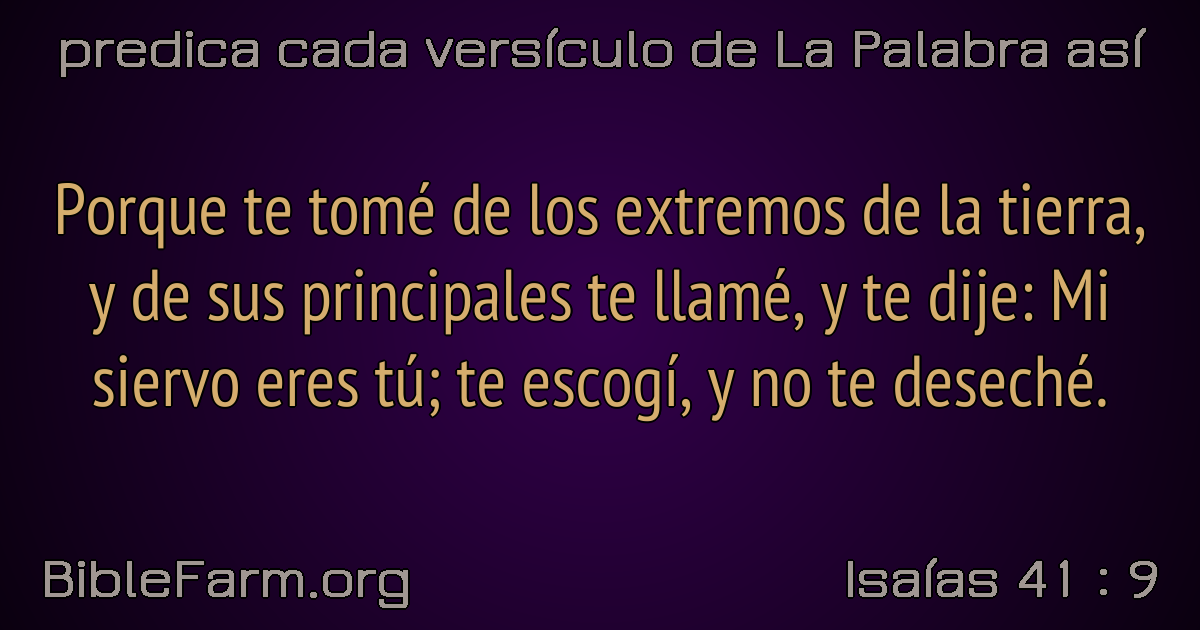 predica cada versículo de La Palabra así
Porque te tomé de los extremos de la tierra,
y de sus principales te llamé, y te dije: Mi
siervo eres tú; te escogí, y no te deseché.
BibleFarm.org
Isaías 41 : 9